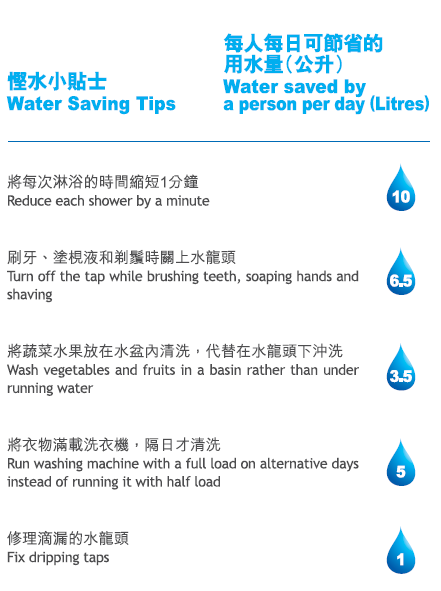 慳水小貼士
Water Saving Tips
每人每日可節省的
用水量（公升）
Water saved by
a person per day (Litres)
將每次淋浴的時間縮短1分鐘
Reduce each shower by a minute
10
刷牙、塗梘液和剃鬚時關上水龍頭
Turn off the tap while brushing teeth, soaping hands and
shaving
6.5
將蔬菜水果放在水盆內清洗，代替在水龍頭下沖洗
Wash vegetables and fruits in a basin rather than under
running water
3.5
將衣物滿載洗衣機，隔日才清洗
Run washing machine with a full load on alternative days
instead of running it with half load
5
修理滴漏的水龍頭
Fix dripping taps
1